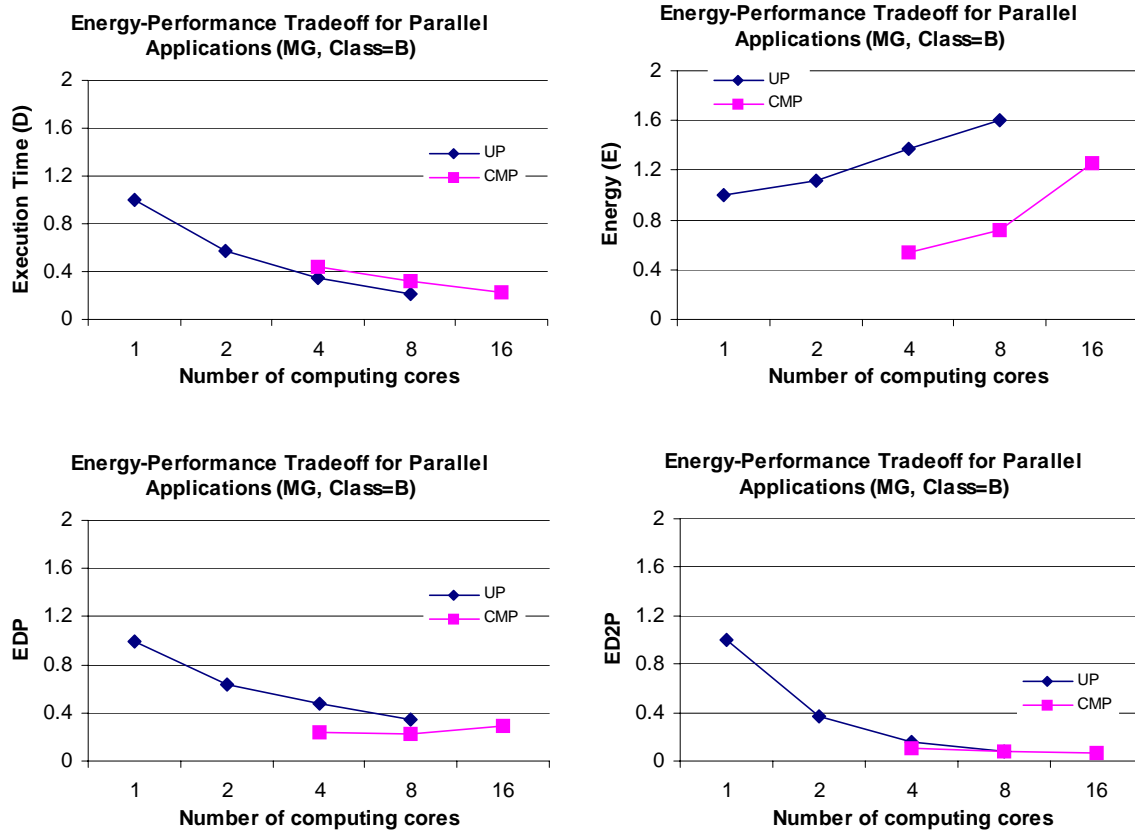 Energy-Performance Tradeoff for Parallel
Applications (MG, Class=B)
2
1.6
1.2
0.8
0.4
0
Execution Time (D)
UP
CMP
1 2 4 8 16
Number of computing cores
Energy-Performance Tradeoff for Parallel
Applications (MG, Class=B)
2
1.6
1.2
0.8
0.4
0
Energy (E)
UP
CMP
1 2 4 8 16
Number of computing cores
Energy-Performance Tradeoff for Parallel
Applications (MG, Class=B)
2
1.6
1.2
0.8
0.4
0
EDP
UP
CMP
1 2 4 8 16
Number of computing cores
Energy-Performance Tradeoff for Parallel
Applications (MG, Class=B)
2
1.6
1.2
0.8
0.4
0
ED2P
UP
CMP
1 2 4 8 16
Number of computing cores